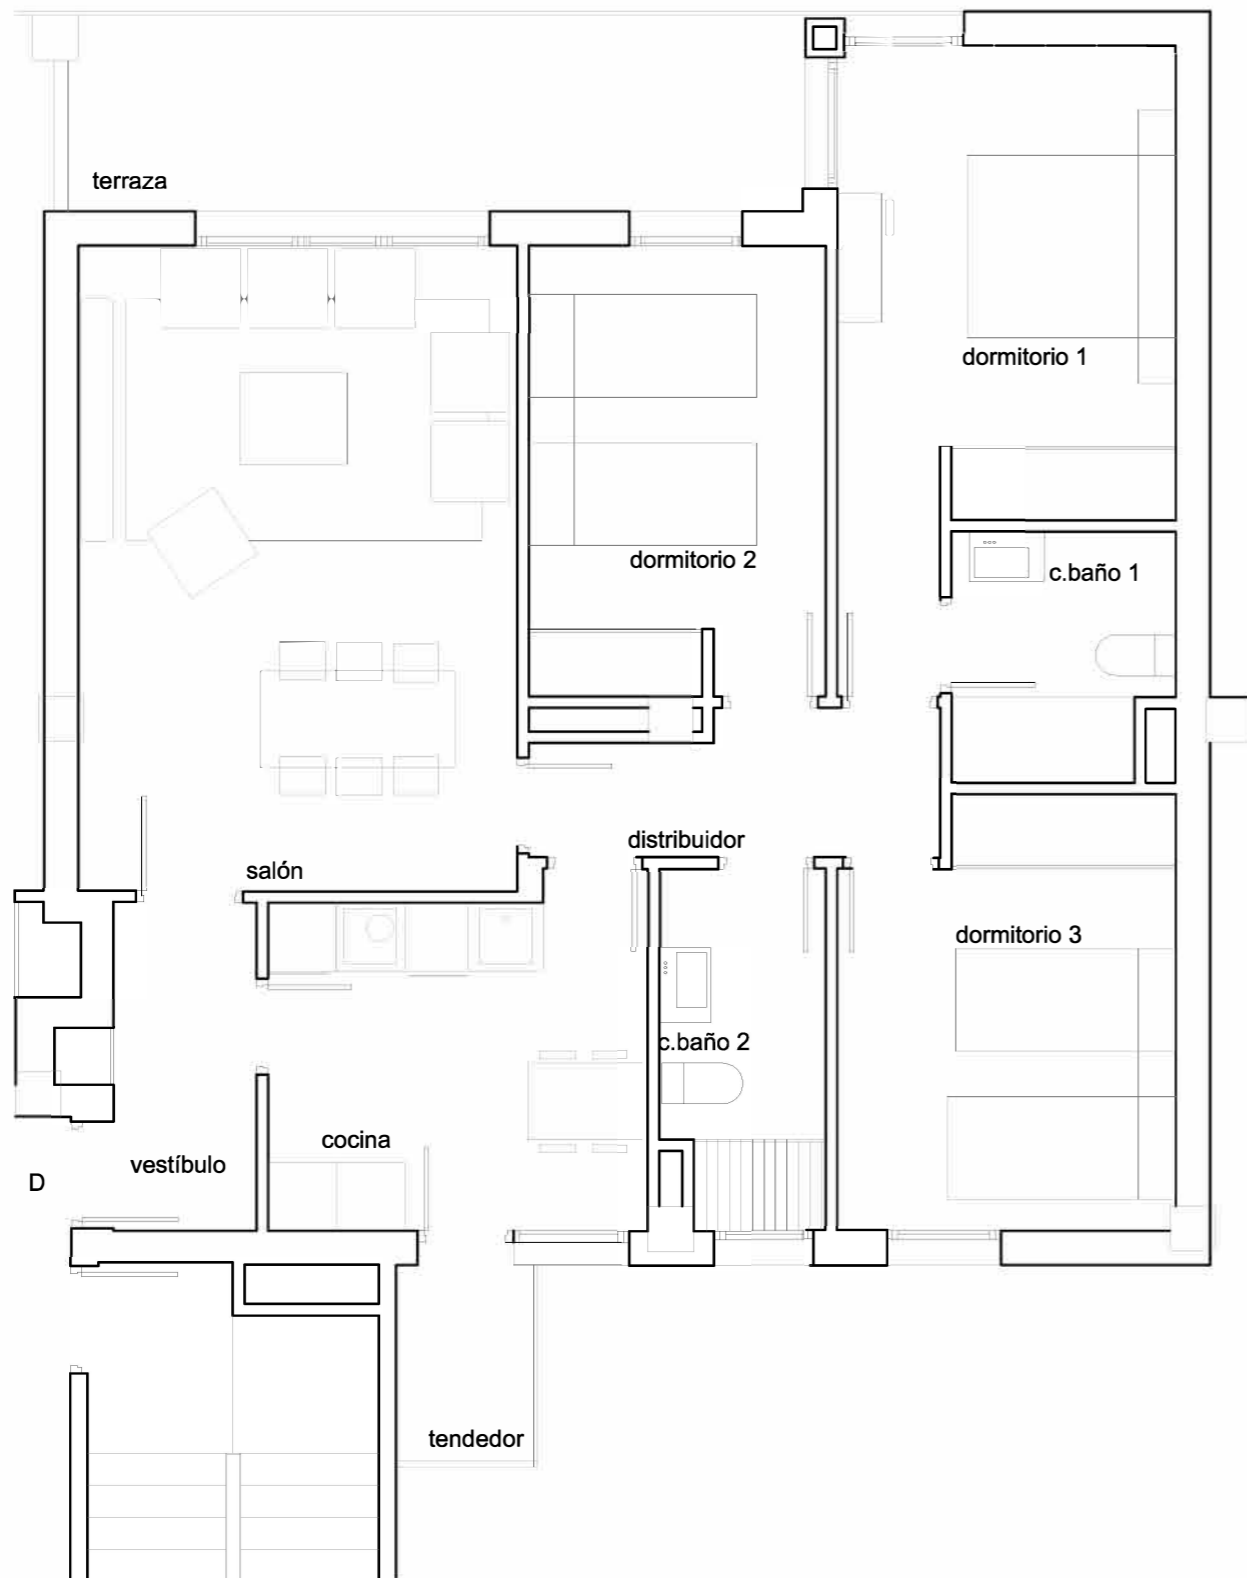 terraza
dormitorio 1
dormitorio 2
c.baño 1
distribuidor
salón
dormitorio 3
c.baño 2
cocina
vestíbulo
D
tendedor